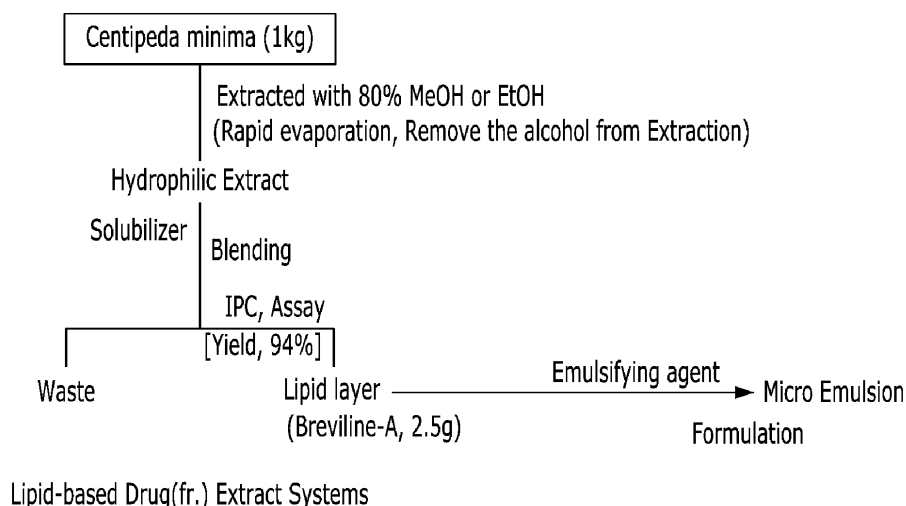 Centipeda minima (1kg)
Extracted with 80% MeOH or EtOH
(Rapid evaporation, Remove the alcohol from Extraction)
Hydrophilic Extract
Solubilizer
Blending
IPC, Assay
[Yield, 94%]
Waste
Lipid layer
(Breviline-A, 2.5g)
Emulsifying agent
Micro Emulsion
Formulation
Lipid-based Drug(fr.) Extract Systems